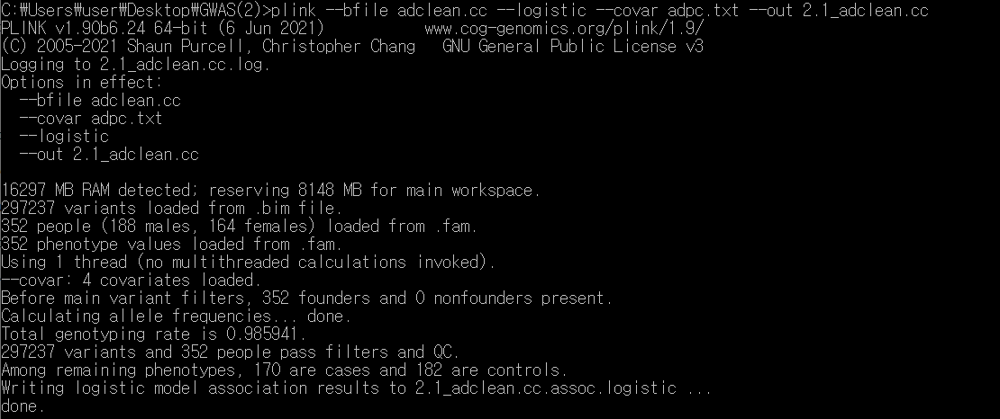 C:₩Users₩user₩Desktop₩GWAS(2)>plink --bfile adclean.cc --logistic --covar adpc.txt --out 2.1_adclean.cc
PLINK v1.90b6.24 64-bit (6 Jun 2021)           www.cog-genomics.org/plink/1.9/
(C) 2005-2021 Shaun Purcell, Christopher Chang   GNU General Public License v3
Logging to 2.1_adclean.cc.log.
Options in effect:
  --bfile adclean.cc
  --covar adpc.txt
  --logistic
  --out 2.1_adclean.cc

16297 MB RAM detected; reserving 8148 MB for main workspace.
297237 variants loaded from .bim file.
352 people (188 males, 164 females) loaded from .fam.
352 phenotype values loaded from .fam.
Using 1 thread (no multithreaded calculations invoked).
--covar: 4 covariates loaded.
Before main variant filters, 352 founders and 0 nonfounders present.
Calculating allele frequencies... done.
Total genotyping rate is 0.985941.
297237 variants and 352 people pass filters and QC.
Among remaining phenotypes, 170 are cases and 182 are controls.
Writing logistic model association results to 2.1_adclean.cc.assoc.logistic ...
done.